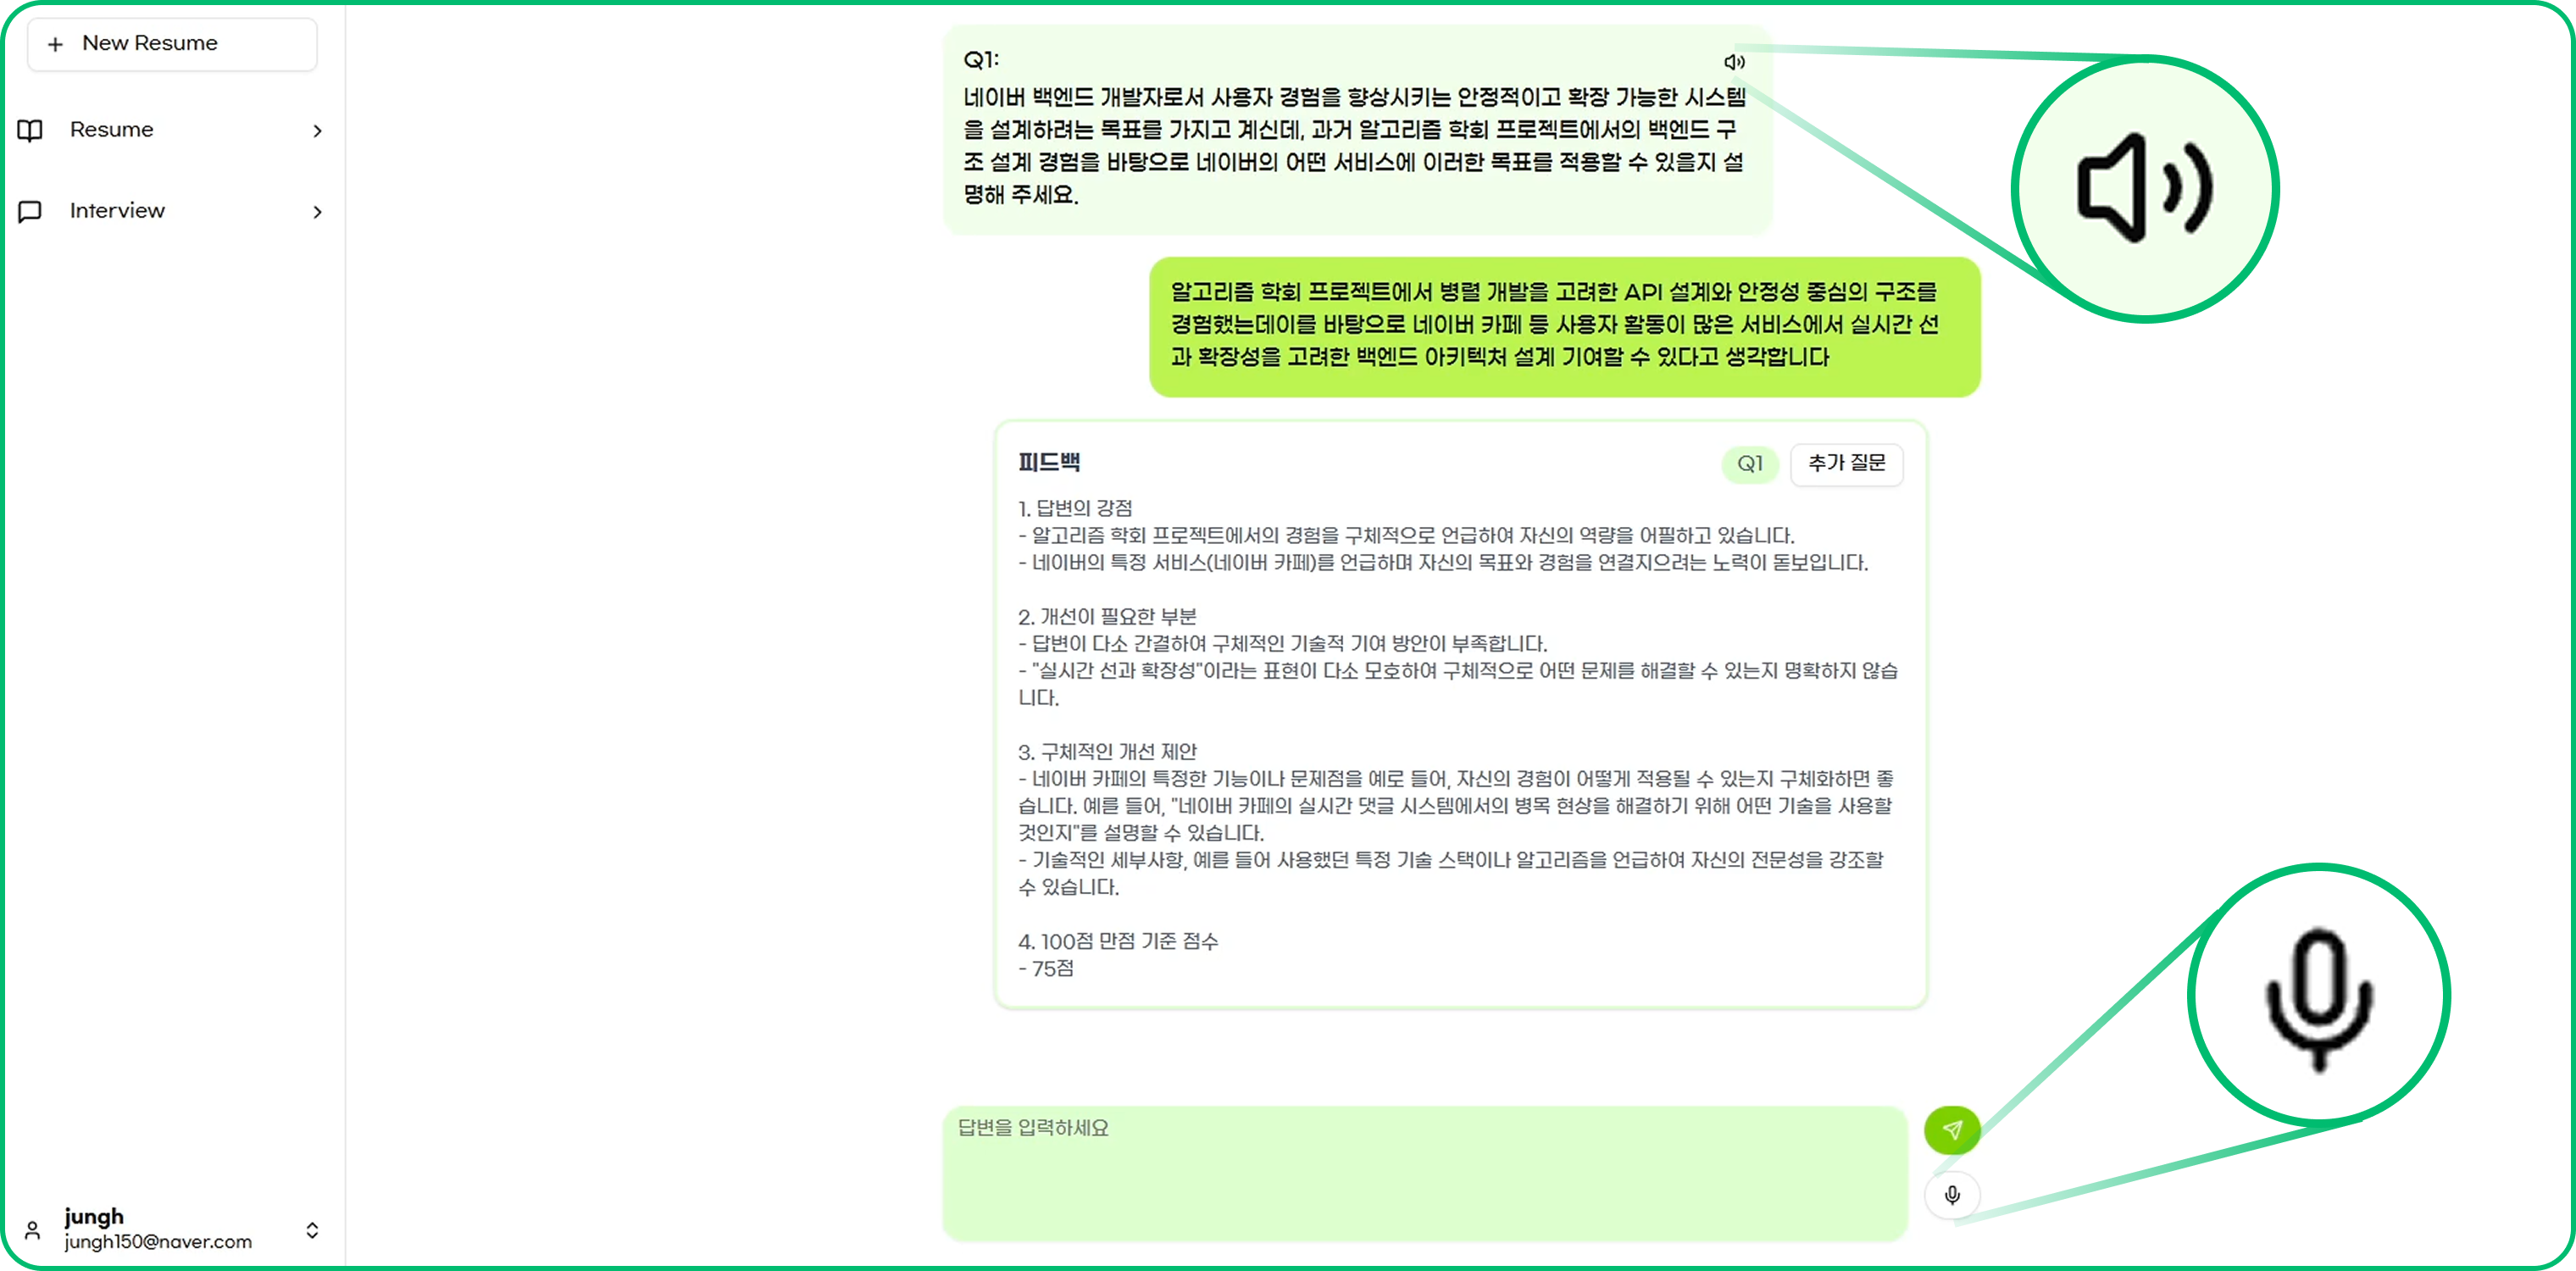 New Resume
Resume
Interview
Q1:
네이버 백엔드 개발자로서 사용자 경험을 향상시키는 안정적이고 확장 가능한 시스템
을 설계하려는 목표를 가지고 계신데, 과거 알고리즘 학회 프로젝트에서의 백엔드 구
조 설계 경험을 바탕으로 네이버의 어떤 서비스에 이러한 목표를 적용할 수 있을지 설
명해 주세요.
알고리즘 학회 프로젝트에서 병렬 개발을 고려한 API 설계와 안정성 중심의 구조를
경험했는데이를 바탕으로 네이버 카페 등 사용자 활동이 많은 서비스에서 실시간 선
과 확장성을 고려한 백엔드 아키텍처 설계 기여할 수 있다고 생각합니다
피드백
Q1
추가 질문
1. 답변의 강점
- 알고리즘 학회 프로젝트에서의 경험을 구체적으로 언급하여 자신의 역량을 어필하고 있습니다.
- 네이버의 특정 서비스(네이버 카페)를 언급하며 자신의 목표와 경험을 연결지으려는 노력이 돋보입니다.
2. 개선이 필요한 부분
- 답변이 다소 간결하여 구체적인 기술적 기여 방안이 부족합니다.
- "실시간 선과 확장성"이라는 표현이 다소 모호하여 구체적으로 어떤 문제를 해결할 수 있는지 명확하지 않습
니다.
3. 구체적인 개선 제안
- 네이버 카페의 특정한 기능이나 문제점을 예로 들어, 자신의 경험이 어떻게 적용될 수 있는지 구체화하면 좋
습니다. 예를 들어, "네이버 카페의 실시간 댓글 시스템에서의 병목 현상을 해결하기 위해 어떤 기술을 사용할
것인지"를 설명할 수 있습니다.
- 기술적인 세부사항, 예를 들어 사용했던 특정 기술 스택이나 알고리즘을 언급하여 자신의 전문성을 강조할
수 있습니다.
4. 100점 만점 기준 점수
- 75점
답변을 입력하세요
jungh
jungh150@naver.com